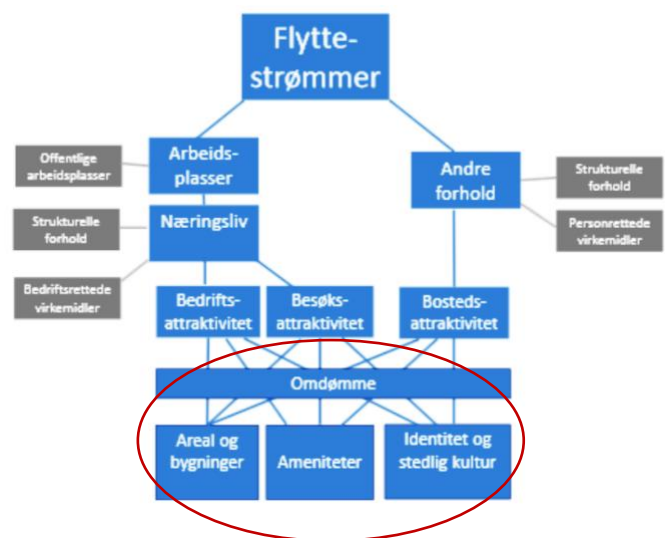 Flytte-
strømmer
Offentlige
arbeidsplasser
Arbeids-
plasser
Andre
forhold
Strukturelle
forhold
Strukturelle
forhold
Næringsliv
Personrettede
virkemidler
Bedriftsrettede
virkemidler
Bedrifts-
attraktivitet
Besøks-
attraktivitet
Bosteds-
attraktivitet
Omdømme
Areal og
bygninger
Ameniteter
Identitet og
stedlig kultur